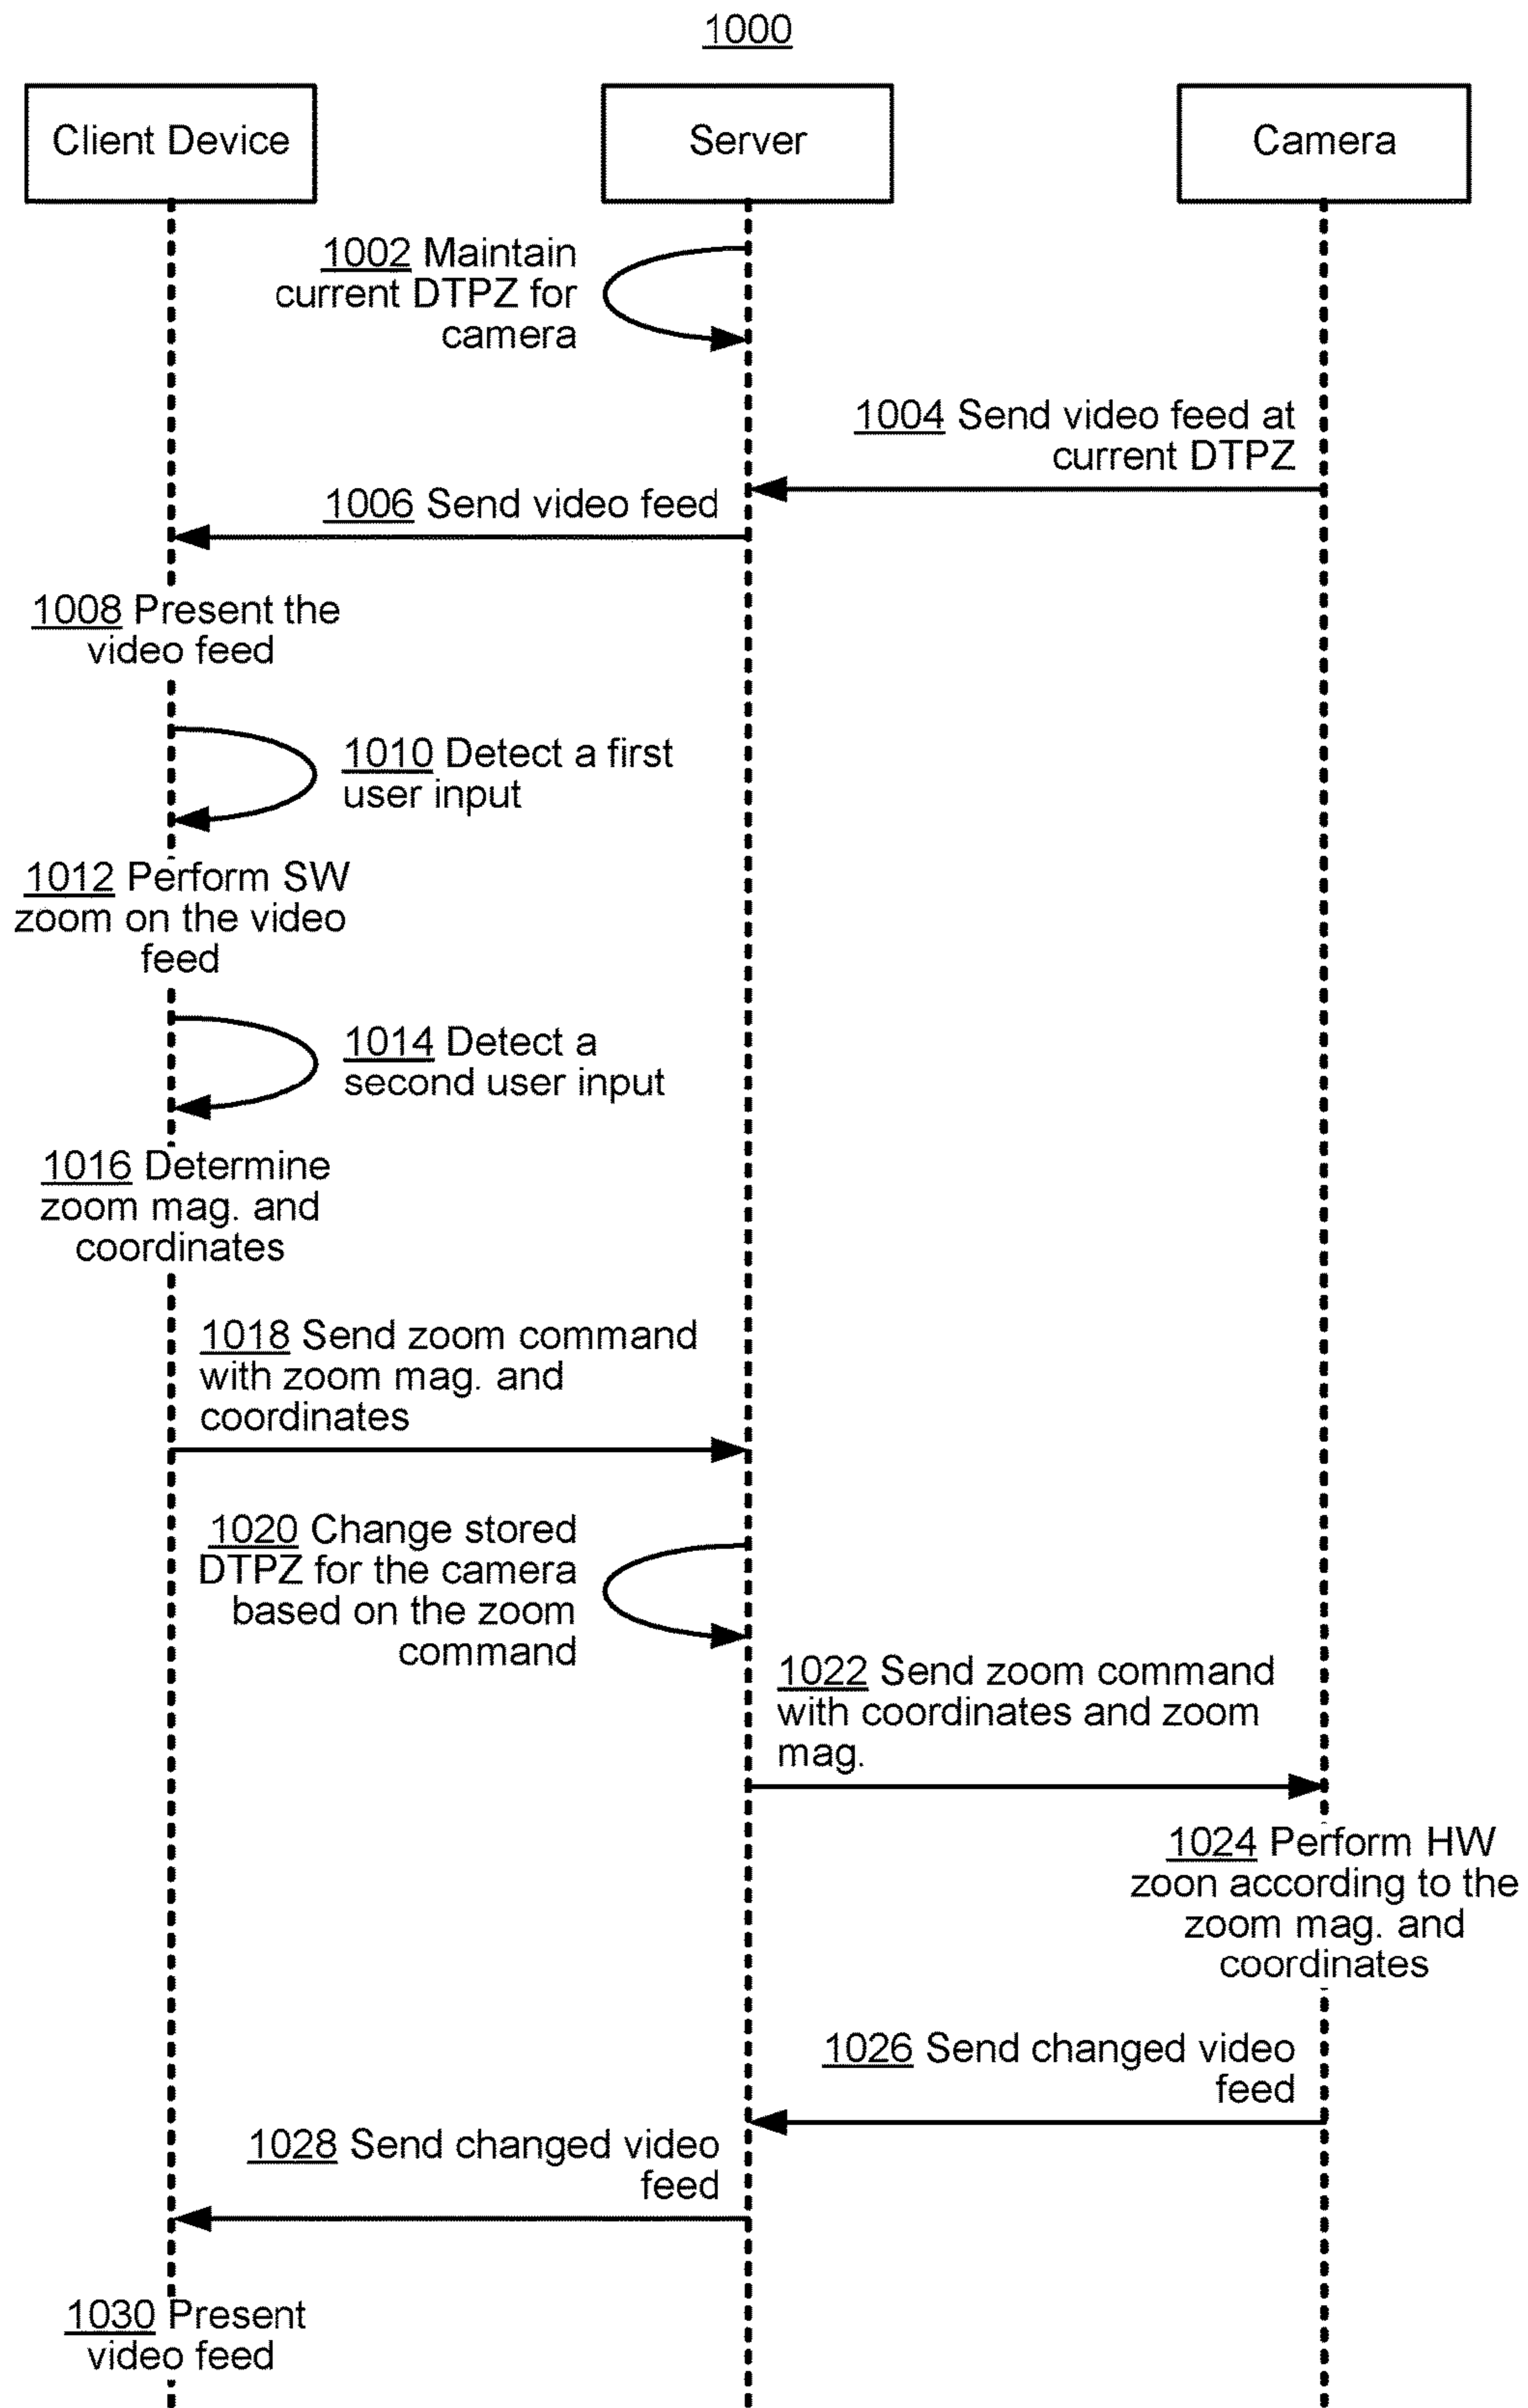 1000
Client Device
Server
Camera
1002 Maintain
current DTPZ for
camera
1004 Send video feed at
current DTPZ
1006 Send video feed
1008 Present the
video feed
1010 Detect a first
user input
1012 Perform SW
zoom on the video
feed
1014 Detect a
second user input
1016 Determine
zoom mag. and
coordinates
1018 Send zoom command
with zoom mag. and
coordinates
1020 Change stored
DTPZ for the camera
based on the zoom
command
1022 Send zoom command
with coordinates and zoom
mag.
1024 Perform HW
zoon according to the
zoom mag. and
coordinates
1026 Send changed video
feed
1028 Send changed video
feed
1030 Present
video feed